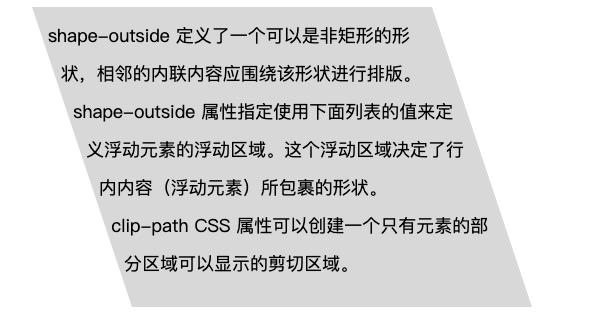 shape-outside 定义了一个可以是非矩形的形
状，相邻的内联内容应围绕该形状进行排版。
shape-outside 属性指定使用下面列表的值来定
义浮动元素的浮动区域。这个浮动区域决定了行
内内容（浮动元素）所包裹的形状。
clip-path CSS 属性可以创建一个只有元素的部
分区域可以显示的剪切区域。